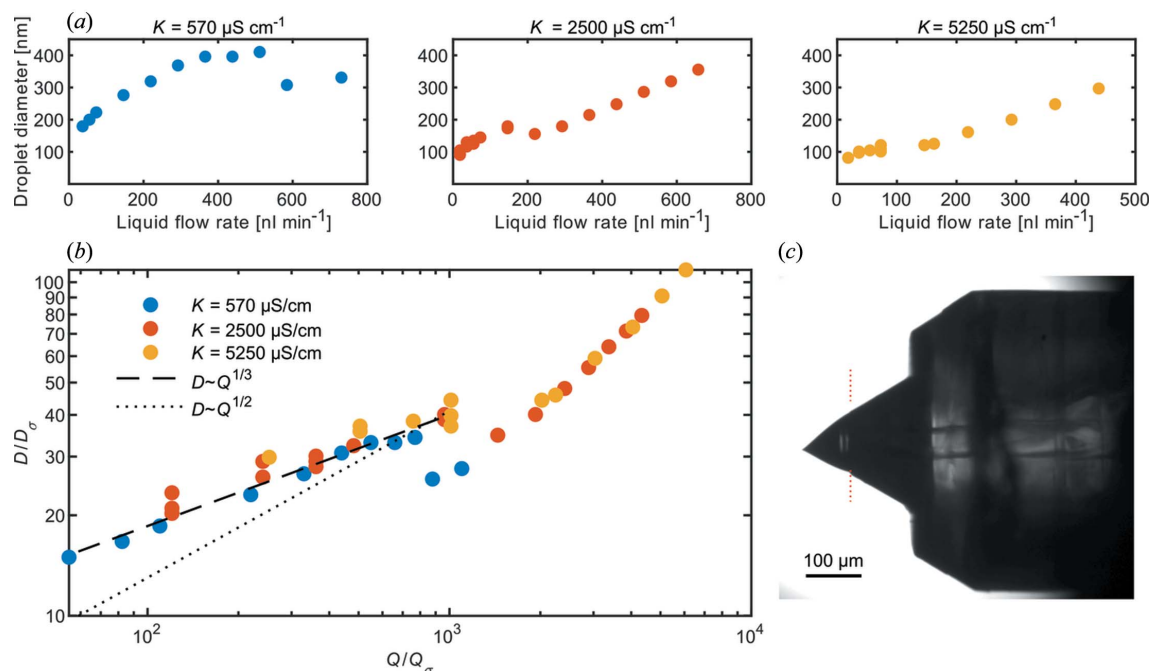 (a)
K = 570 µS cm⁻¹
K = 2500 µS cm⁻¹
K = 5250 µS cm⁻¹
Droplet diameter [nm]
400
300
200
100
0
200
400
600
800
Liquid flow rate [nl min⁻¹]
400
300
200
100
0
200
400
600
800
Liquid flow rate [nl min⁻¹]
400
300
200
100
0
100
200
300
400
500
Liquid flow rate [nl min⁻¹]
(b)
D/Dσ
100
90
80
70
60
50
40
30
20
10
K = 570 µS/cm
K = 2500 µS/cm
K = 5250 µS/cm
D~Q¹/³
D~Q¹/²
10²
10³
10⁴
Q/Qσ
(c)
100 µm